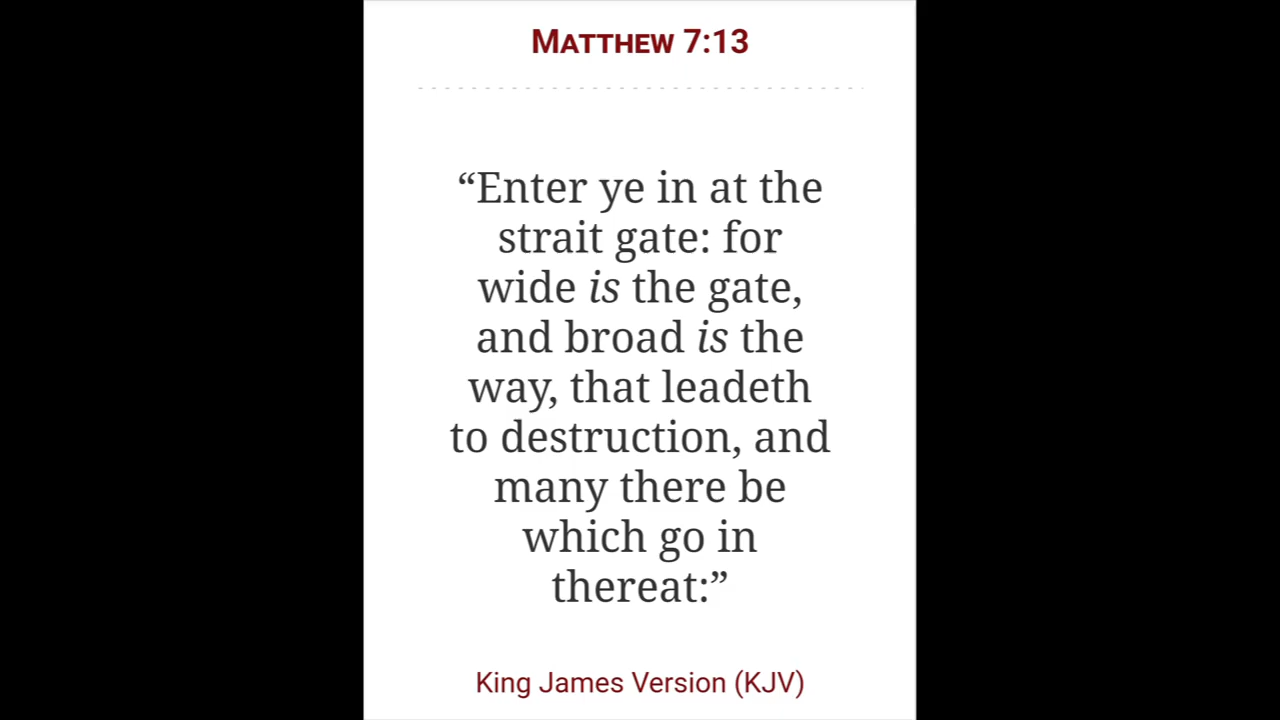 Matthew 7:13
“Enter ye in at the
strait gate: for
wide is the gate,
and broad is the
way, that leadeth
to destruction, and
many there be
which go in
thereat:”
King James Version (KJV)